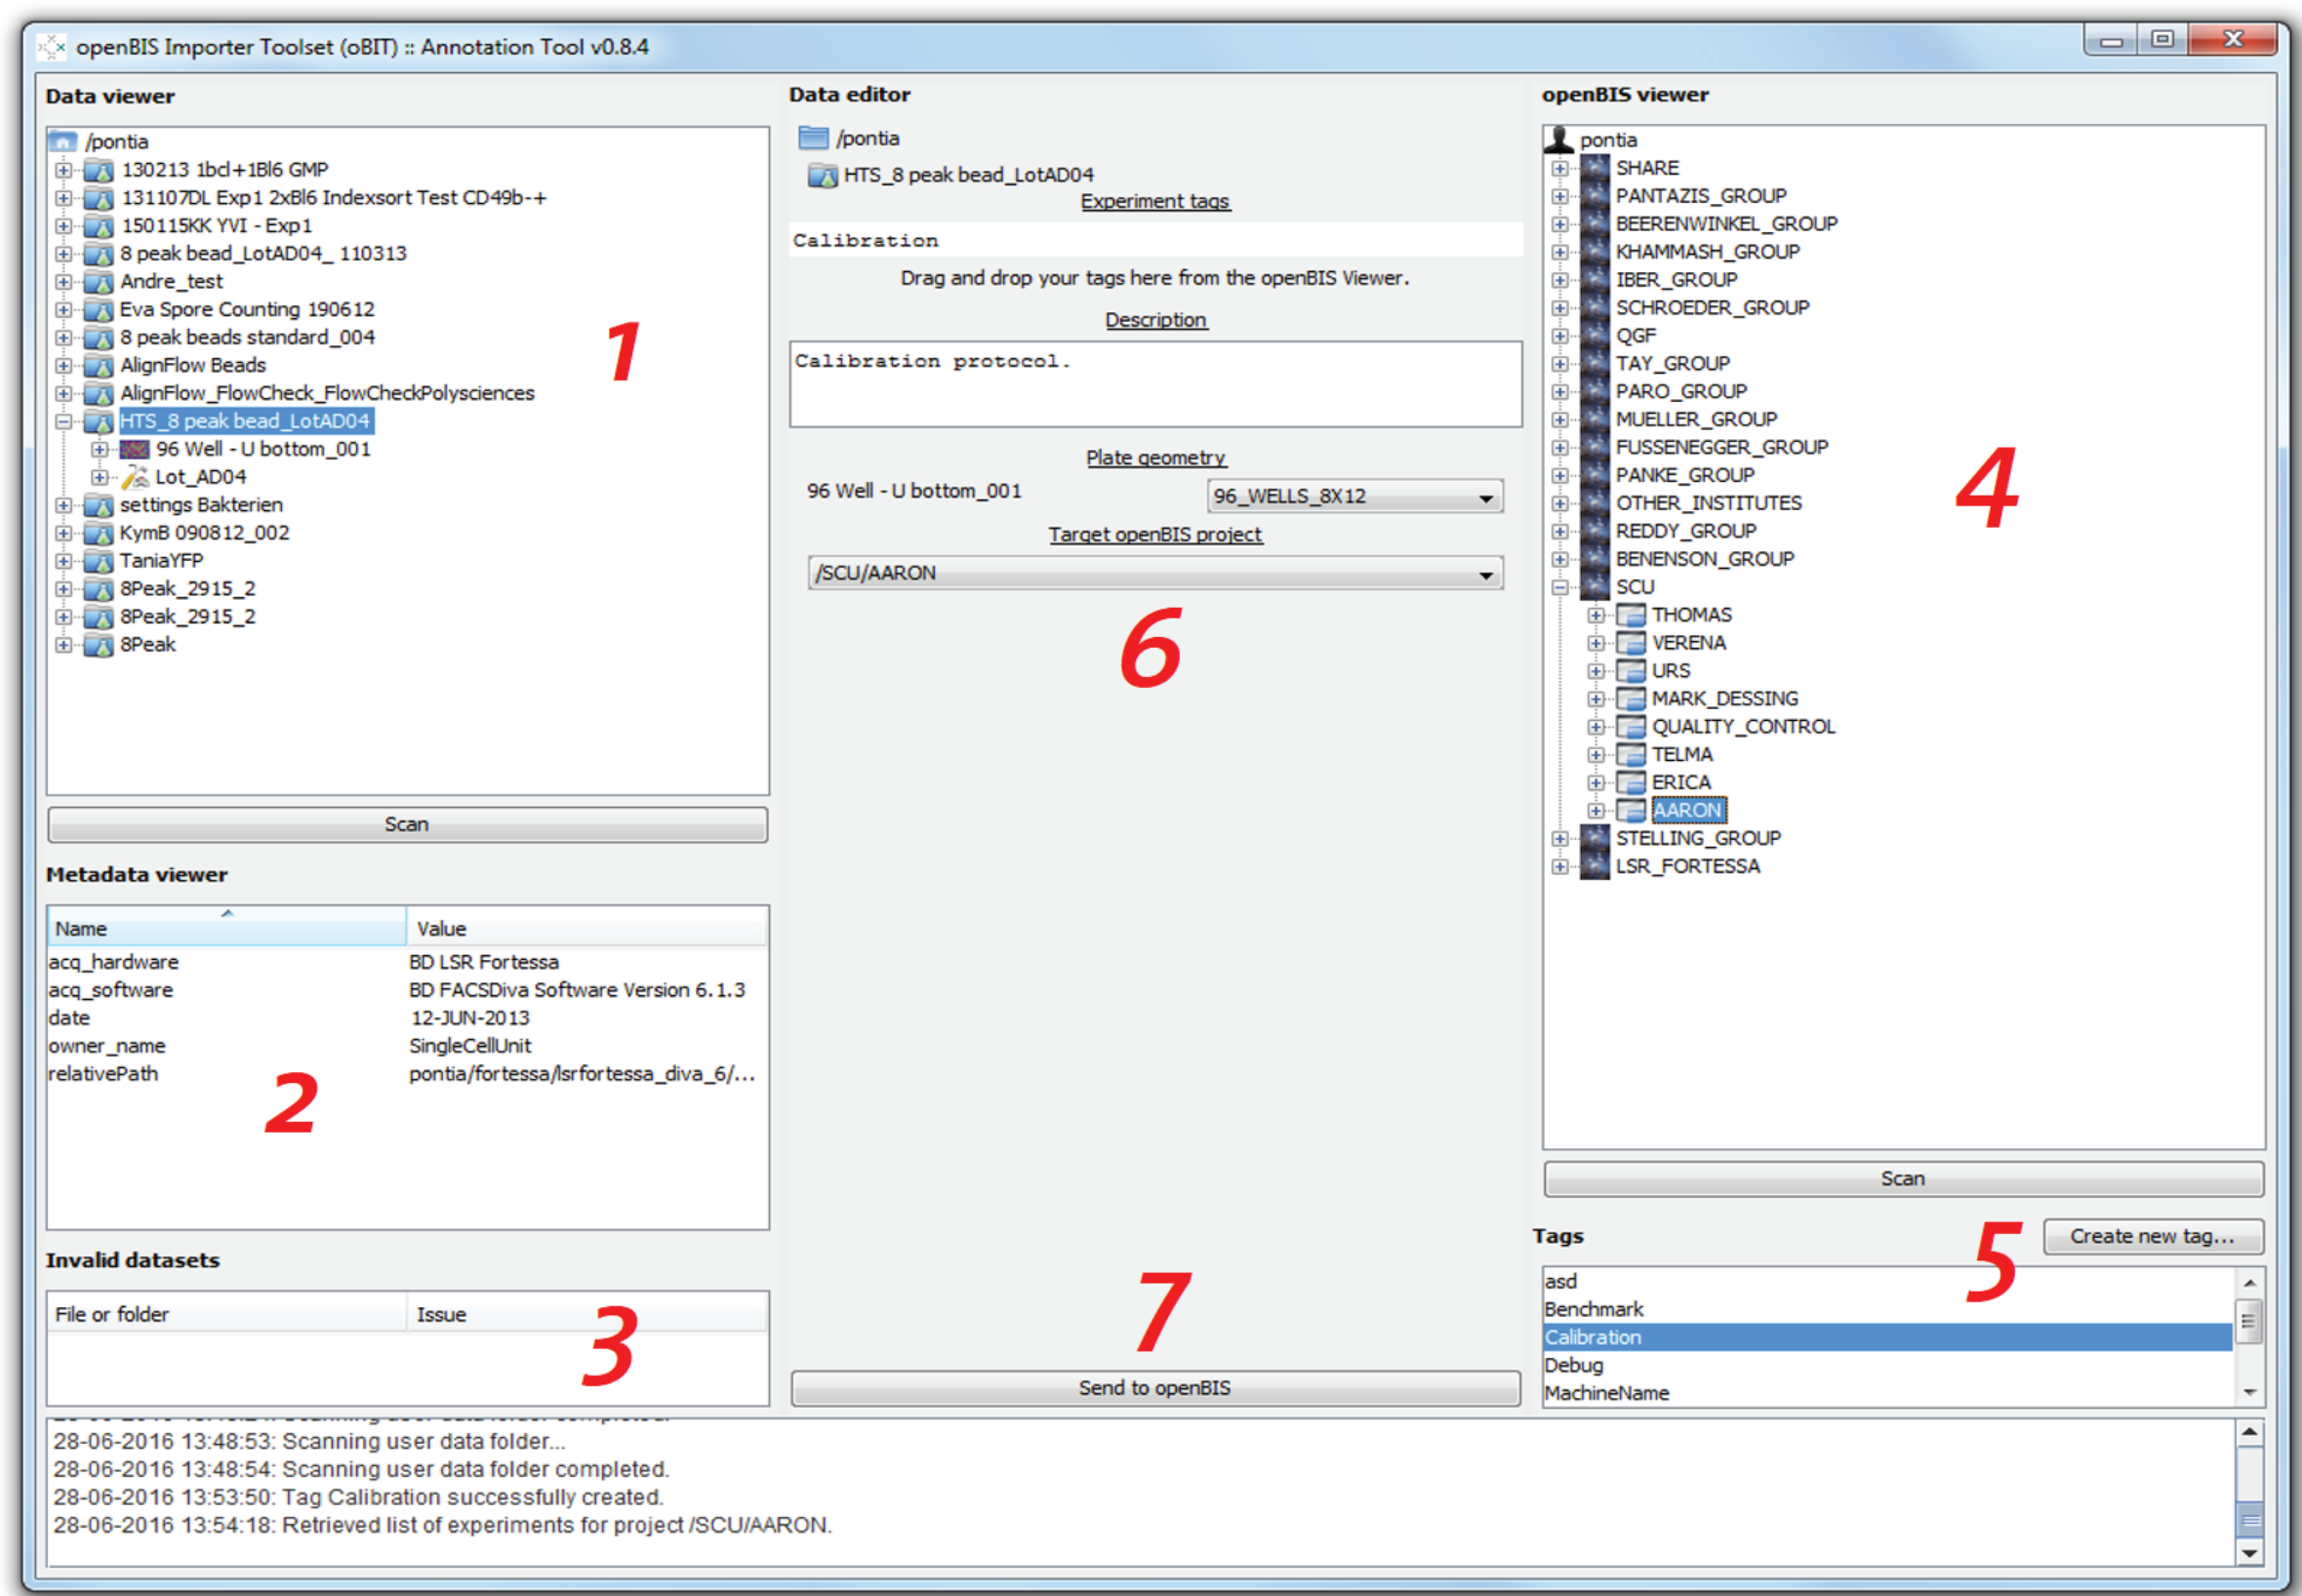 openBIS Importer Toolset (oBIT) :: Annotation Tool v0.8.4
Data viewer
/pontia
130213 1bcl+1Bl6 GMP
131107DL Exp1 2xBl6 Indexsort Test CD49b-+
150115KK YVI - Exp1
8 peak bead_LotAD04_ 110313
Andre_test
Eva Spore Counting 190612
8 peak beads standard_004
AlignFlow Beads
AlignFlow_FlowCheck_FlowCheckPolysciences
HTS_8 peak bead_LotAD04
96 Well - U bottom_001
Lot_AD04
settings Bakterien
KymB 090812_002
TaniaYFP
8Peak_2915_2
8Peak_2915_2
8Peak
1
Scan
Metadata viewer
Name Value
acq_hardware BD LSR Fortessa
acq_software BD FACSDiva Software Version 6.1.3
date 12-JUN-2013
owner_name SingleCellUnit
relativePath pontia/fortessa/lsrfortessa_diva_6/...
2
Invalid datasets
File or folder Issue
3
Data editor
/pontia
HTS_8 peak bead_LotAD04
Experiment tags
Calibration
Drag and drop your tags here from the openBIS Viewer.
Description
Calibration protocol.
Plate geometry
96 Well - U bottom_001 96_WELLS_8X12
Target openBIS project
/SCU/AARON
6
7
Send to openBIS
openBIS viewer
pontia
SHARE
PANTAZIS_GROUP
BEERENWINKEL_GROUP
KHAMMASH_GROUP
IBER_GROUP
SCHROEDER_GROUP
QGF
TAY_GROUP
PARO_GROUP
MUELLER_GROUP
FUSSENEGGER_GROUP
PANKE_GROUP
OTHER_INSTITUTES
REDDY_GROUP
BENENSON_GROUP
SCU
THOMAS
VERENA
URS
MARK_DESSING
QUALITY_CONTROL
TELMA
ERICA
AARON
STELLING_GROUP
LSR_FORTESSA
4
Scan
Tags
5
Create new tag...
asd
Benchmark
Calibration
Debug
MachineName
28-06-2016 13:48:53: Scanning user data folder...
28-06-2016 13:48:54: Scanning user data folder completed.
28-06-2016 13:53:50: Tag Calibration successfully created.
28-06-2016 13:54:18: Retrieved list of experiments for project /SCU/AARON.